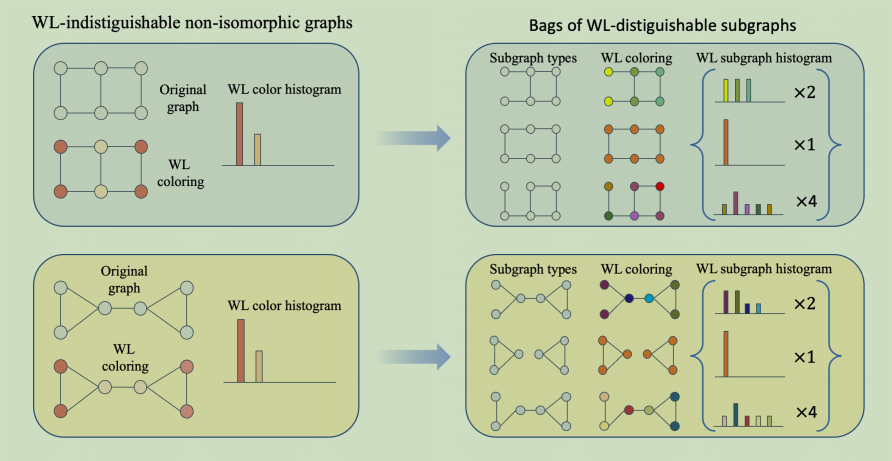 WL-indistiguishable non-isomorphic graphs
Bags of WL-distiguishable subgraphs
Original
graph
WL color histogram
WL
coloring
Subgraph types
WL coloring
WL subgraph histogram
×2
×1
×4
Original
graph
WL color histogram
WL
coloring
Subgraph types
WL coloring
WL subgraph histogram
×2
×1
×4